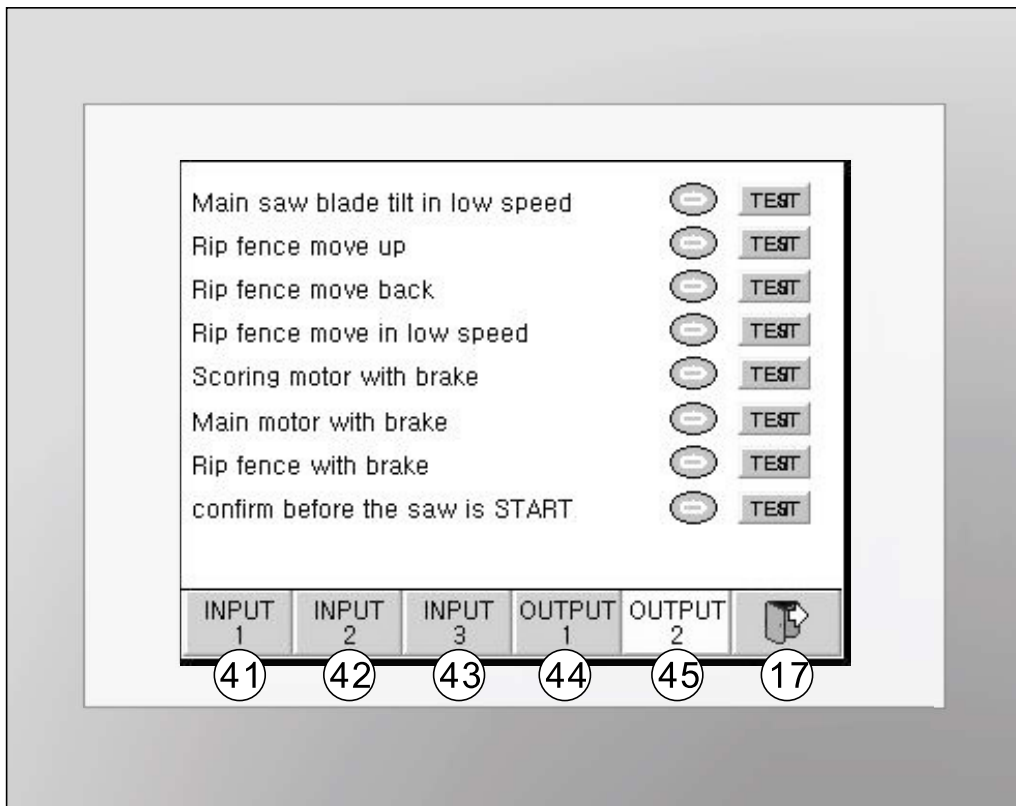 Main saw blade tilt in low speed TEST
Rip fence move up TEST
Rip fence move back TEST
Rip fence move in low speed TEST
Scoring motor with brake TEST
Main motor with brake TEST
Rip fence with brake TEST
confirm before the saw is START TEST
INPUT 1 INPUT 2 INPUT 3 OUTPUT 1 OUTPUT 2
41 42 43 44 45 17